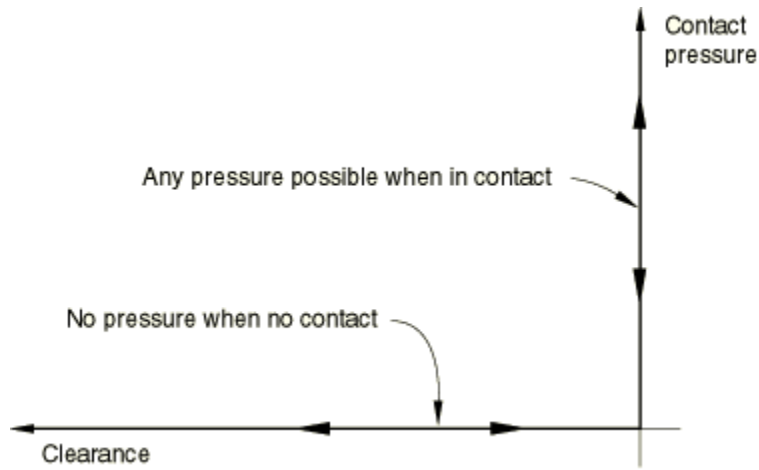 Contact
pressure
Any pressure possible when in contact
No pressure when no contact
Clearance